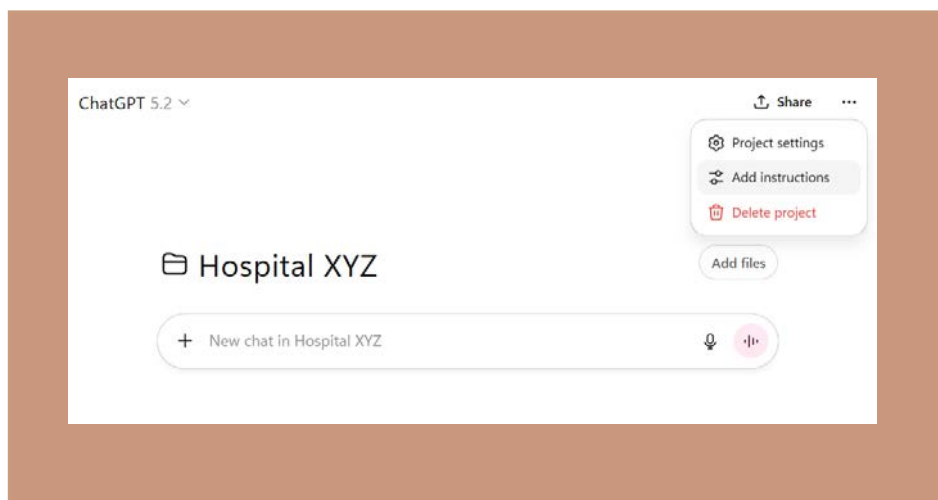 ChatGPT 5.2
Share
Project settings
Add instructions
Delete project
Hospital XYZ
Add files
New chat in Hospital XYZ